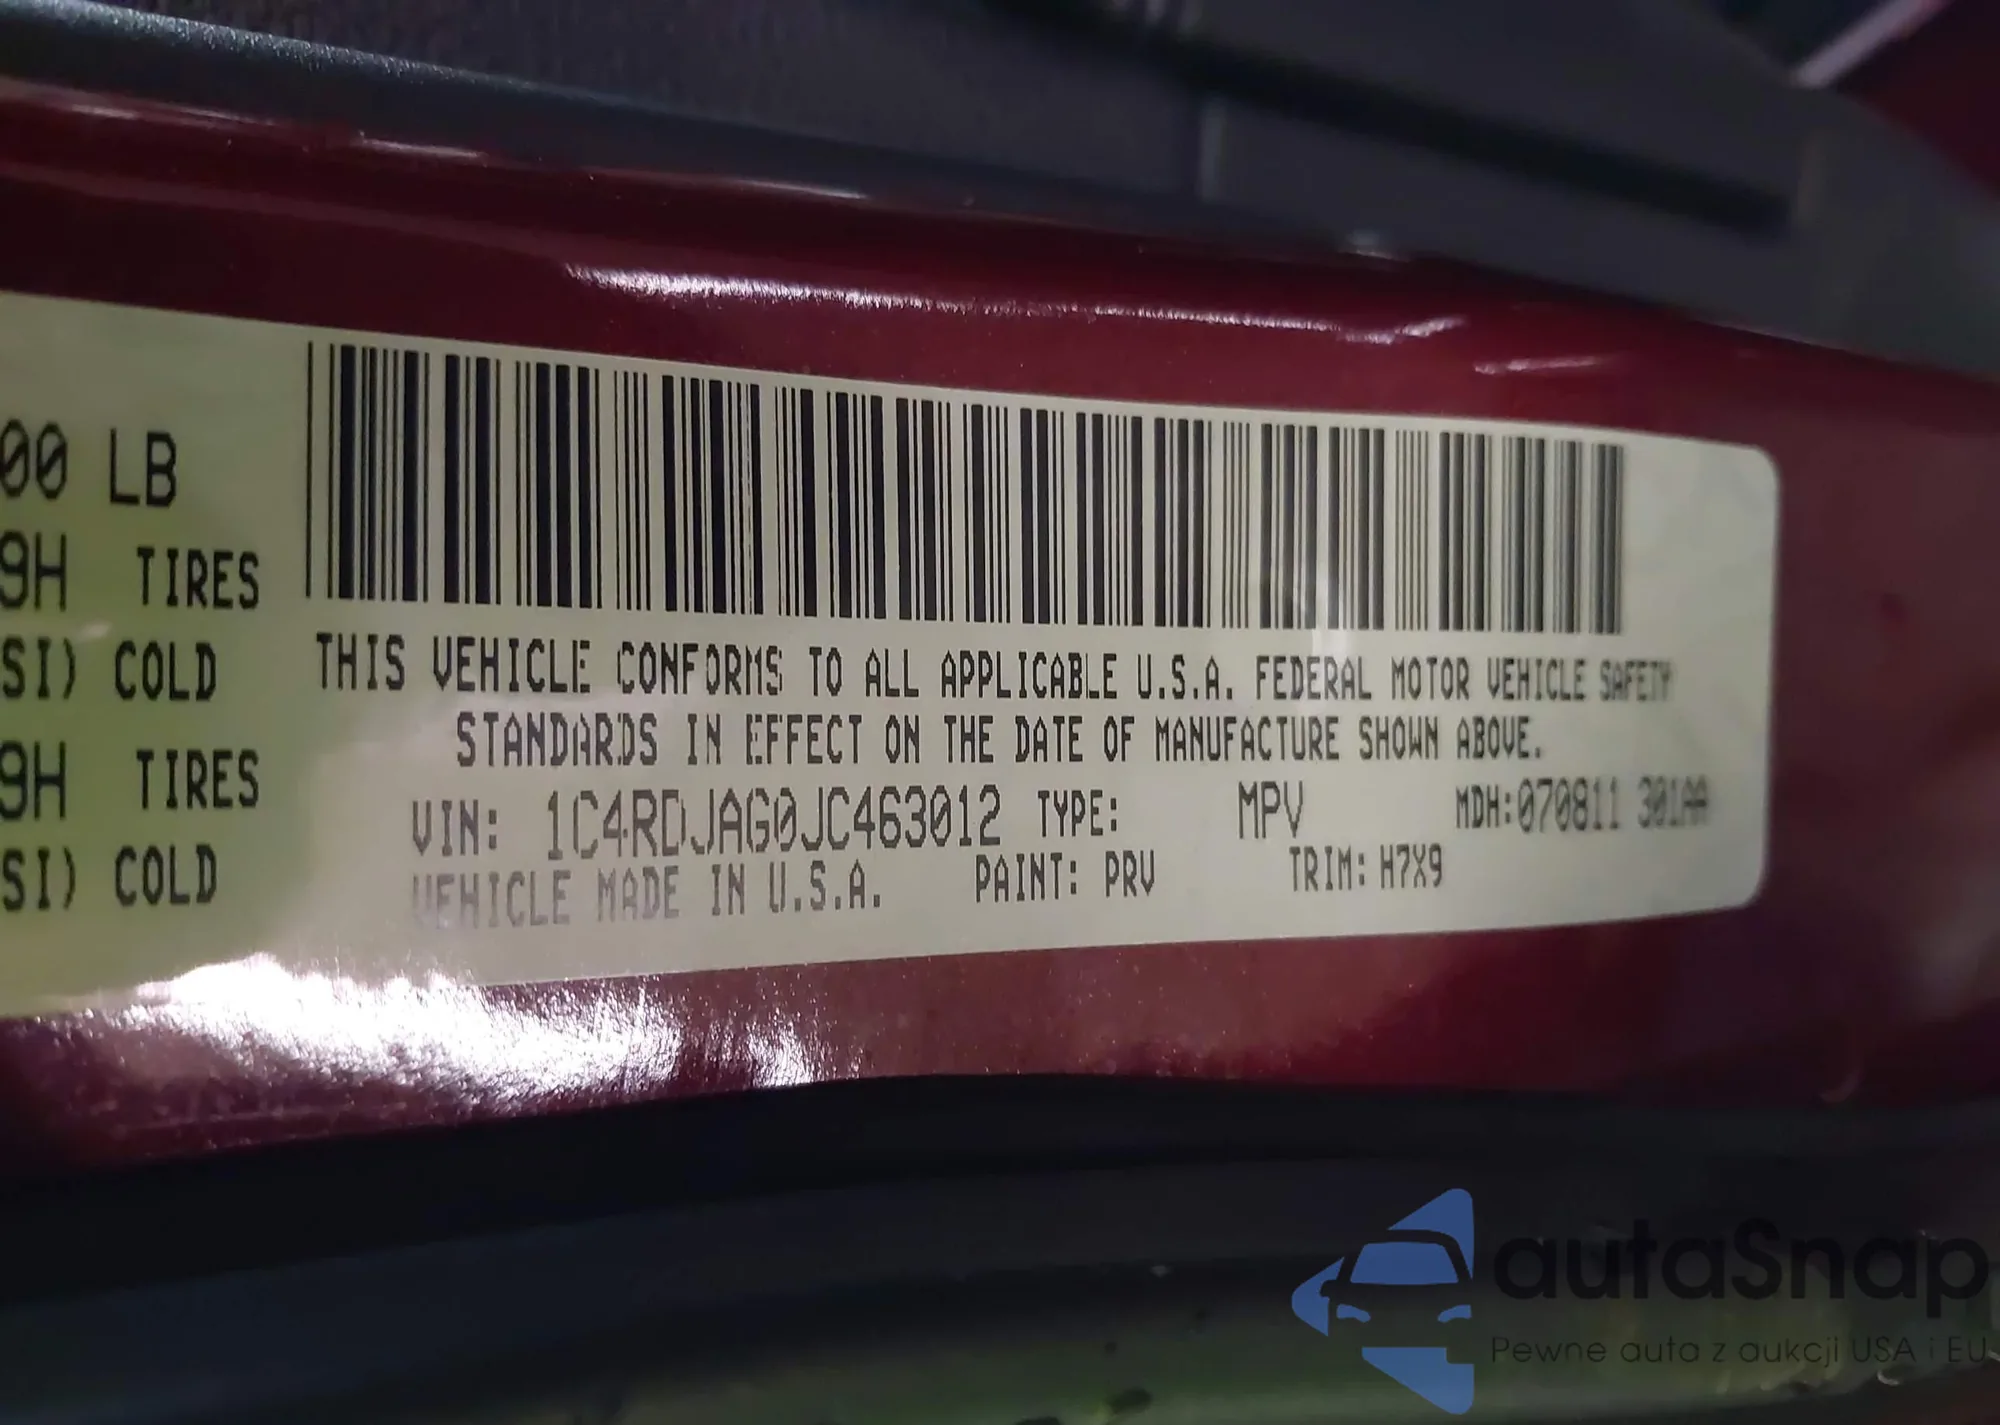 00 LB
9H TIRES
SI) COLD
9H TIRES
SI) COLD
THIS VEHICLE CONFORMS TO ALL APPLICABLE U.S.A. FEDERAL MOTOR VEHICLE SAFETY
STANDARDS IN EFFECT ON THE DATE OF MANUFACTURE SHOWN ABOVE.
VIN: 1C4RDJAG0JC463012 TYPE: MPV MDH:070811 301AA
VEHICLE MADE IN U.S.A. PAINT: PRV TRIM: H7X9
autaSnap
Pewne auta z aukcji USA i EU